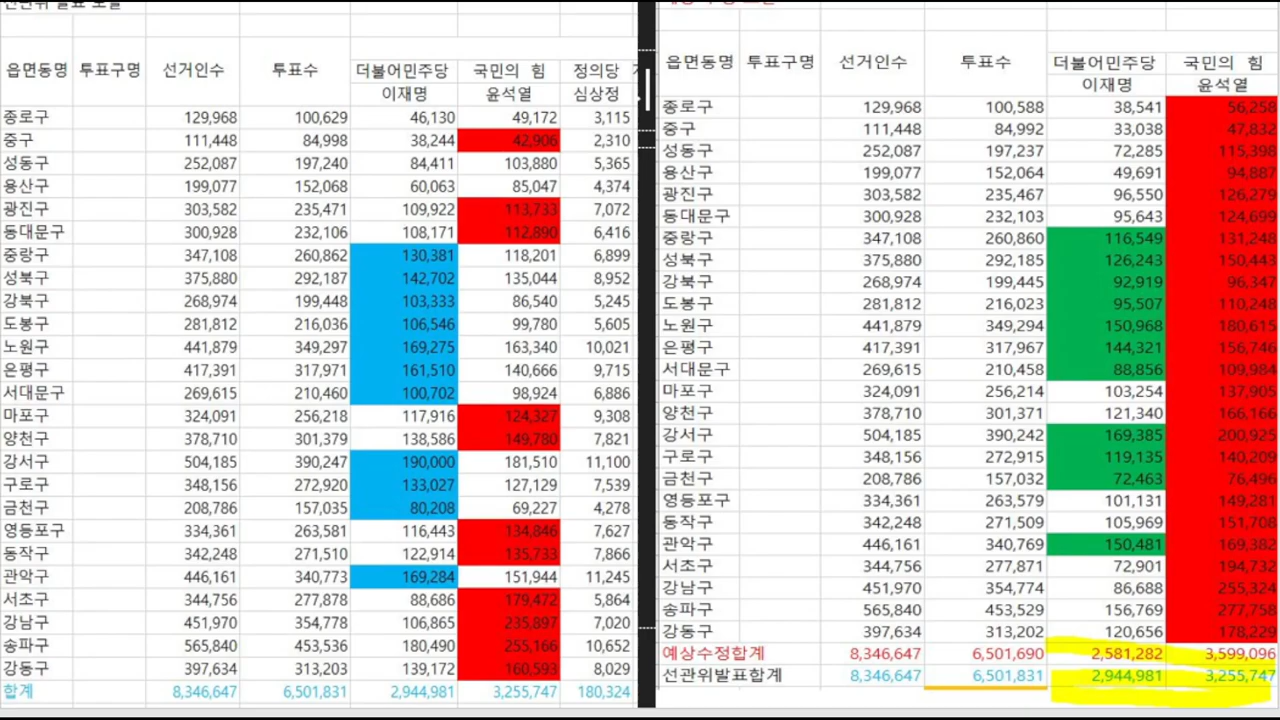 읍면동명 투표구명 선거인수 투표수 더불어민주당 국민의 힘 정의당
이재명 윤석열 심상정
종로구 129,968 100,629 46,130 49,172 3,115
중구 111,448 84,998 38,244 42,906 2,310
성동구 252,087 197,240 84,411 103,880 5,365
용산구 199,077 152,068 60,063 85,047 4,374
광진구 303,582 235,471 109,922 113,733 7,072
동대문구 300,928 232,106 108,171 112,890 6,416
중랑구 347,108 260,862 130,381 118,201 6,899
성북구 375,880 292,187 142,702 135,044 8,952
강북구 268,974 199,448 103,333 86,540 5,245
도봉구 281,812 216,036 106,546 99,780 5,605
노원구 441,879 349,297 169,275 163,340 10,021
은평구 417,391 317,971 161,510 140,666 9,715
서대문구 269,615 210,460 100,702 98,924 6,886
마포구 324,091 256,218 117,916 124,327 9,308
양천구 378,710 301,379 138,586 149,780 7,821
강서구 504,185 390,247 190,000 181,510 11,100
구로구 348,156 272,920 133,027 127,129 7,539
금천구 208,786 157,035 80,208 69,227 4,278
영등포구 334,361 263,581 116,443 134,846 7,627
동작구 342,248 271,510 122,914 135,733 7,866
관악구 446,161 340,773 169,284 151,944 11,245
서초구 344,756 277,878 88,686 179,472 5,864
강남구 451,970 354,778 106,865 235,897 7,020
송파구 565,840 453,536 180,490 255,166 10,652
강동구 397,634 313,203 139,172 160,593 8,029
합계 8,346,647 6,501,831 2,944,981 3,255,747 180,324
읍면동명 투표구명 선거인수 투표수 더불어민주당 국민의 힘
이재명 윤석열
종로구 129,968 100,588 38,541 56,258
중구 111,448 84,992 33,038 47,832
성동구 252,087 197,237 72,285 115,398
용산구 199,077 152,064 49,691 94,887
광진구 303,582 235,467 96,550 126,279
동대문구 300,928 232,103 95,643 124,699
중랑구 347,108 260,860 116,549 131,248
성북구 375,880 292,185 126,243 150,443
강북구 268,974 199,445 92,919 96,347
도봉구 281,812 216,023 95,507 110,248
노원구 441,879 349,294 150,968 180,615
은평구 417,391 317,967 144,321 156,746
서대문구 269,615 210,458 88,856 109,984
마포구 324,091 256,214 103,254 137,905
양천구 378,710 301,371 121,340 166,166
강서구 504,185 390,242 169,385 200,925
구로구 348,156 272,915 119,135 140,209
금천구 208,786 157,032 72,463 76,496
영등포구 334,361 263,579 101,131 149,281
동작구 342,248 271,509 105,969 151,708
관악구 446,161 340,769 150,481 169,382
서초구 344,756 277,871 72,901 194,732
강남구 451,970 354,774 86,688 255,324
송파구 565,840 453,529 156,769 277,758
강동구 397,634 313,202 120,656 178,229
예상수정합계 8,346,647 6,501,690 2,581,282 3,599,096
선관위발표합계 8,346,647 6,501,831 2,944,981 3,255,747